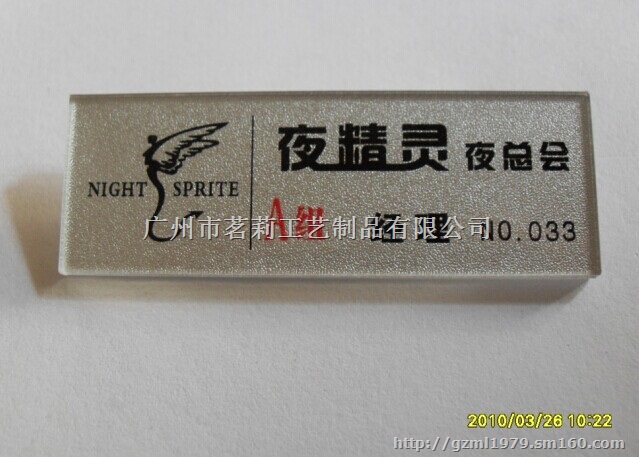 夜精灵 夜总会
NIGHT SPRITE
广州市茗莉工艺制品有限公司
A组 经理 NO.033
2010/03/26 10:22
http://gzml1979.sm160.com